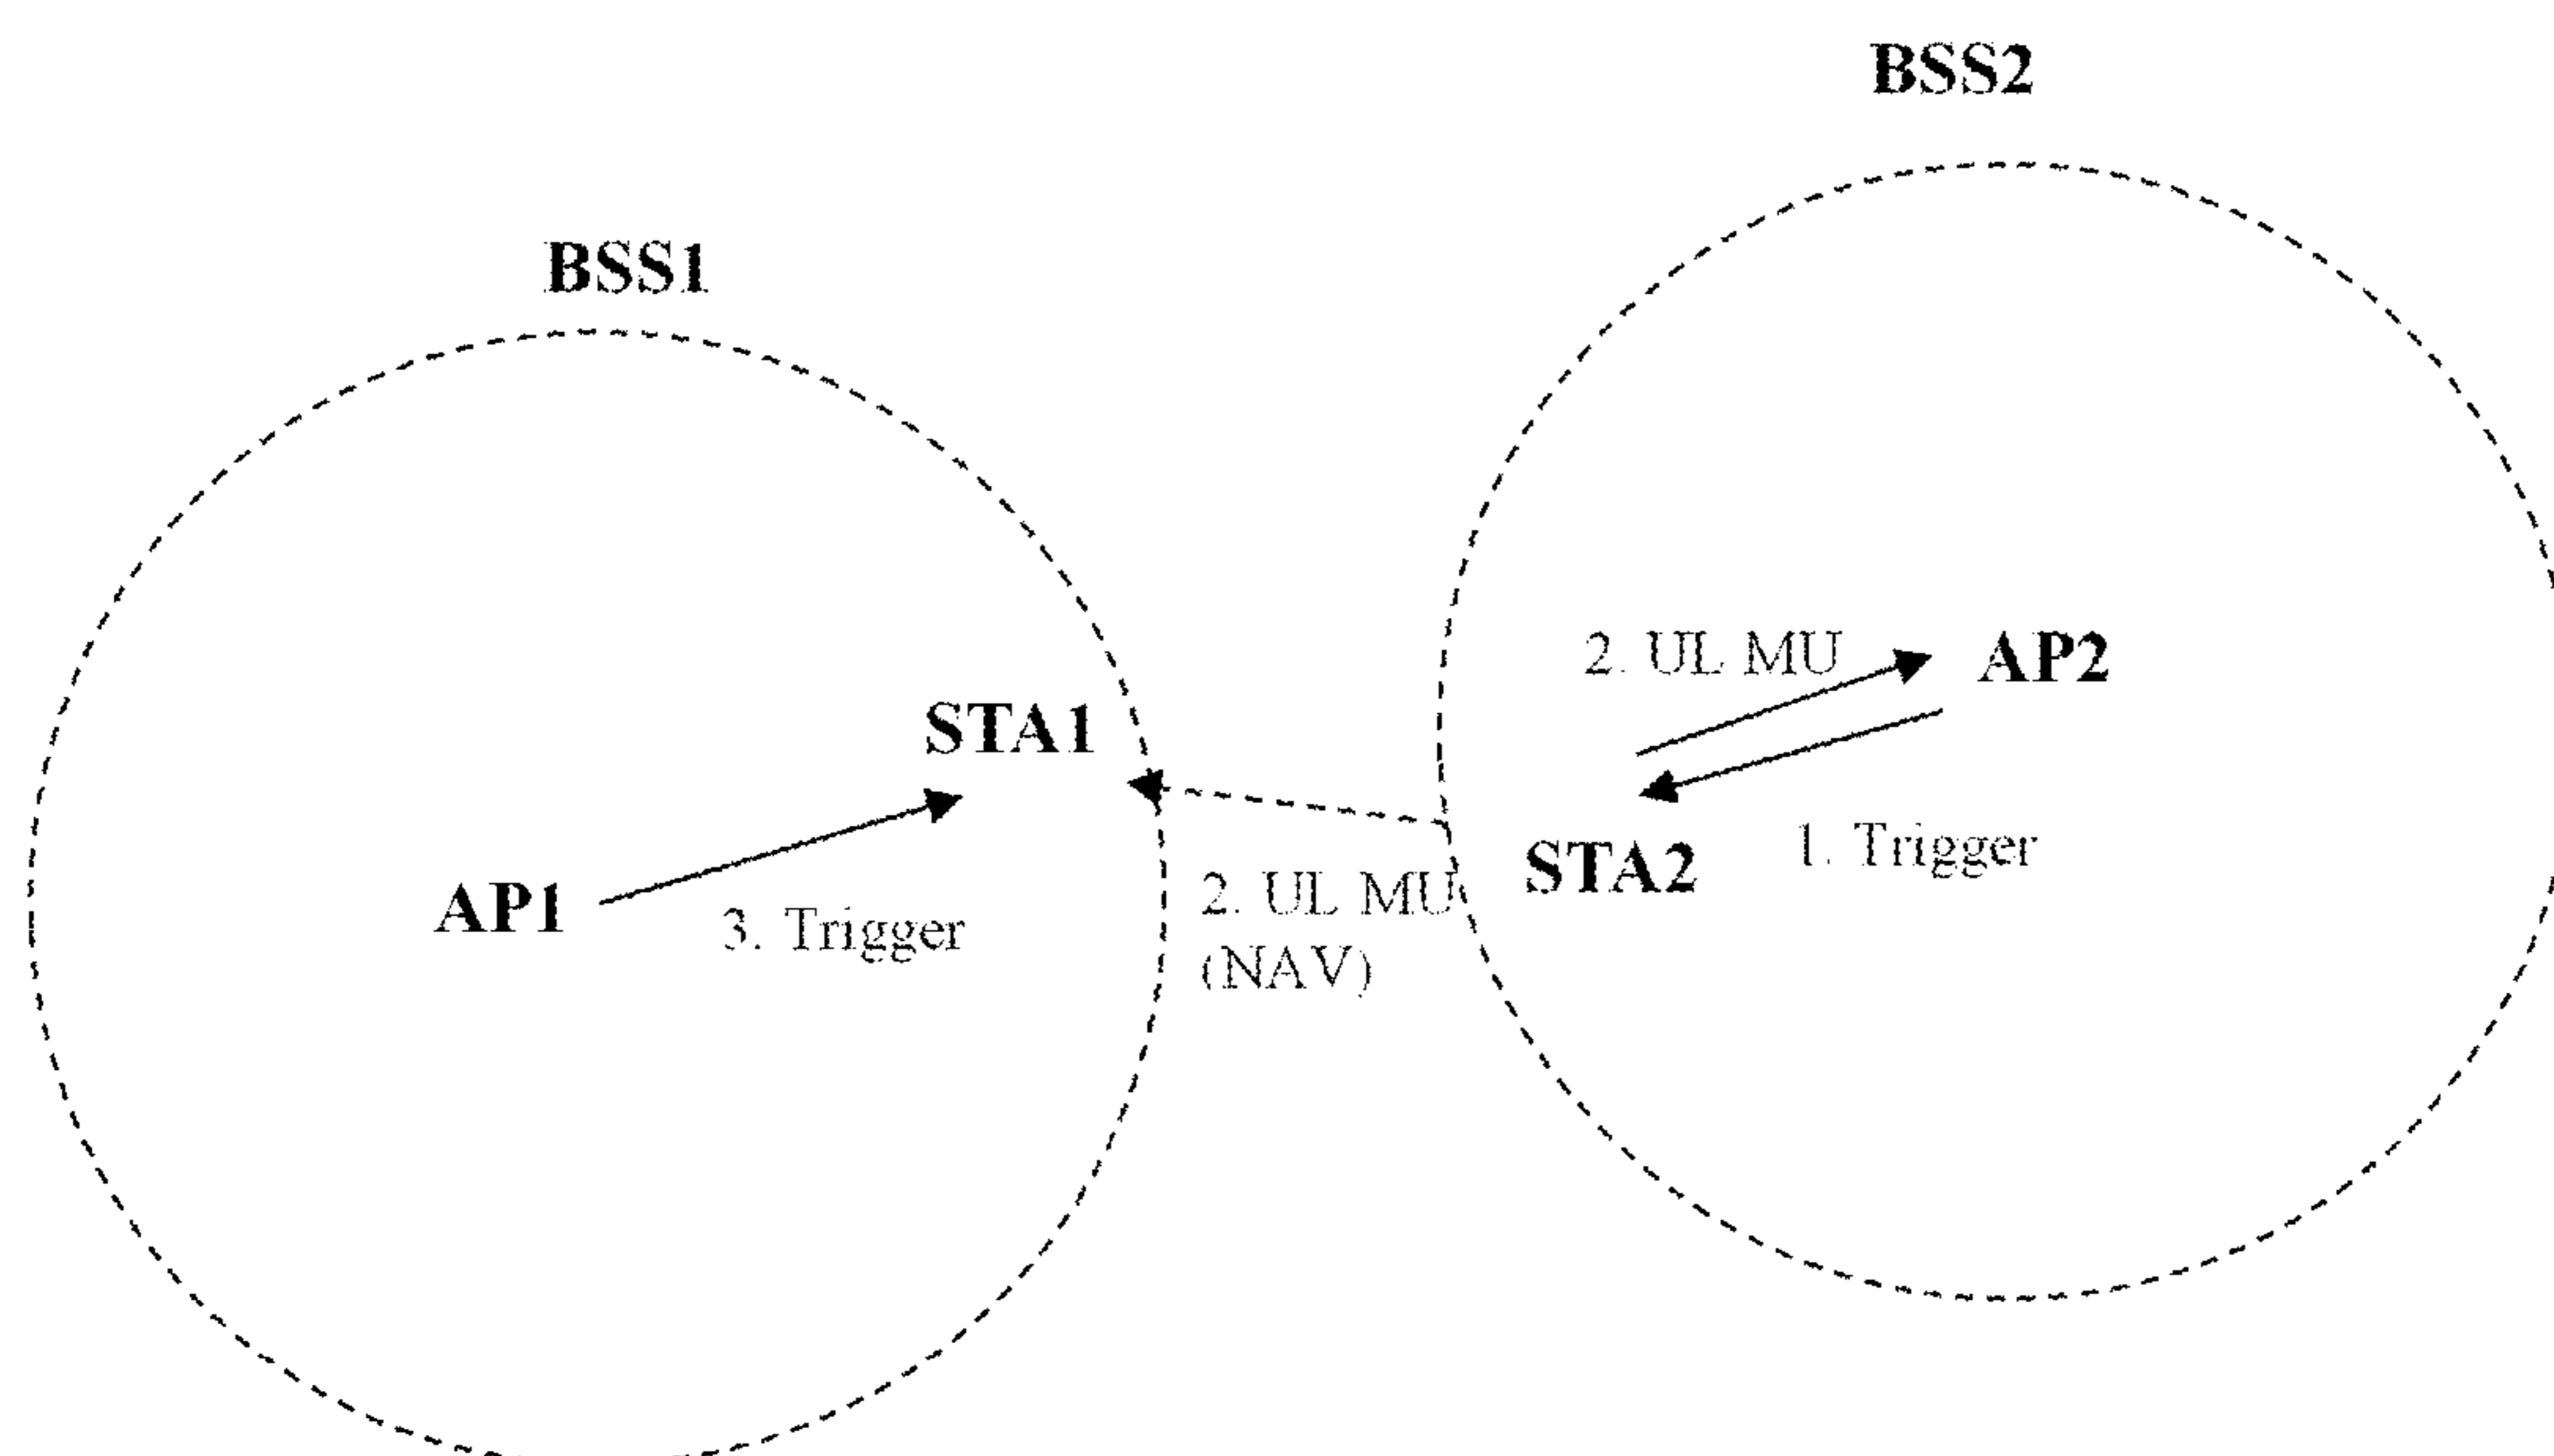 BSS2
BSS1
2. UL MU
AP2
STA1
1. Trigger
STA2
AP1
3. Trigger
2. UL MU
(NAV)